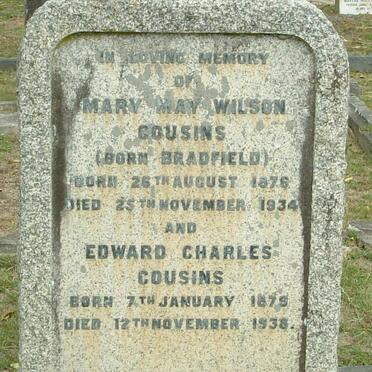 IN LOVING MEMORY
OF
MARY MAY WILSON
COUSINS
(BORN BRADFIELD)
BORN 26TH AUGUST 1876
DIED 25TH NOVEMBER 1934
AND
EDWARD CHARLES
COUSINS
BORN 7TH JANUARY 1879
DIED 12TH NOVEMBER 1938.